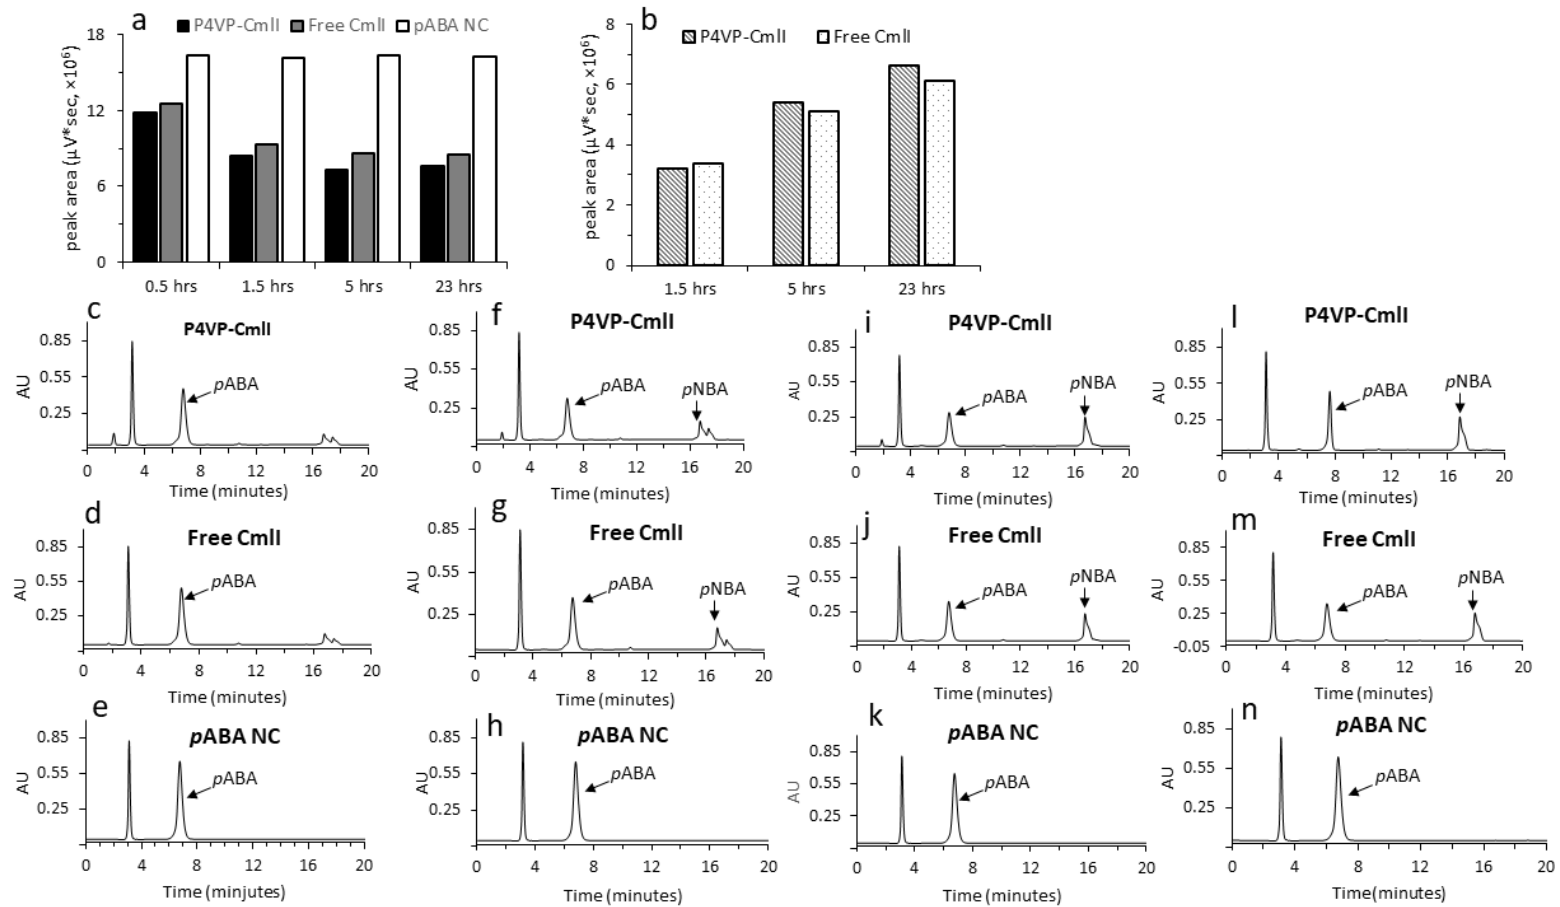 a
P4VP-CmlI Free CmlI pABA NC
peak area (µV*sec, ×10⁶)
18
12
6
0
0.5 hrs 1.5 hrs 5 hrs 23 hrs
b
P4VP-CmlI Free CmlI
peak area (µV*sec, ×10⁶)
8
6
4
2
0
1.5 hrs 5 hrs 23 hrs
c
P4VP-CmlI
AU
0.85
0.55
0.25
pABA
0 4 8 12 16 20
Time (minutes)
f
P4VP-CmlI
AU
0.85
0.55
0.25
pABA
pNBA
0 4 8 12 16 20
Time (minutes)
i
P4VP-CmlI
AU
0.85
0.55
0.25
pABA
pNBA
0 4 8 12 16 20
Time (minutes)
l
P4VP-CmlI
AU
0.85
0.55
0.25
pABA
pNBA
0 4 8 12 16 20
Time (minutes)
d
Free CmlI
AU
0.85
0.55
0.25
pABA
0 4 8 12 16 20
Time (minutes)
g
Free CmlI
AU
0.85
0.55
0.25
pABA
pNBA
0 4 8 12 16 20
Time (minutes)
j
Free CmlI
AU
0.85
0.55
0.25
pABA
pNBA
0 4 8 12 16 20
Time (minutes)
m
Free CmlI
AU
0.85
0.55
0.25
-0.05
pABA
pNBA
0 4 8 12 16 20
Time (minutes)
e
pABA NC
AU
0.85
0.55
0.25
pABA
0 4 8 12 16 20
Time (minjutes)
h
pABA NC
AU
0.85
0.55
0.25
pABA
0 4 8 12 16 20
Time (minutes)
k
pABA NC
AU
0.85
0.55
0.25
pABA
0 4 8 12 16 20
Time (minutes)
n
pABA NC
AU
0.85
0.55
0.25
pABA
0 4 8 12 16 20
Time(minutes)